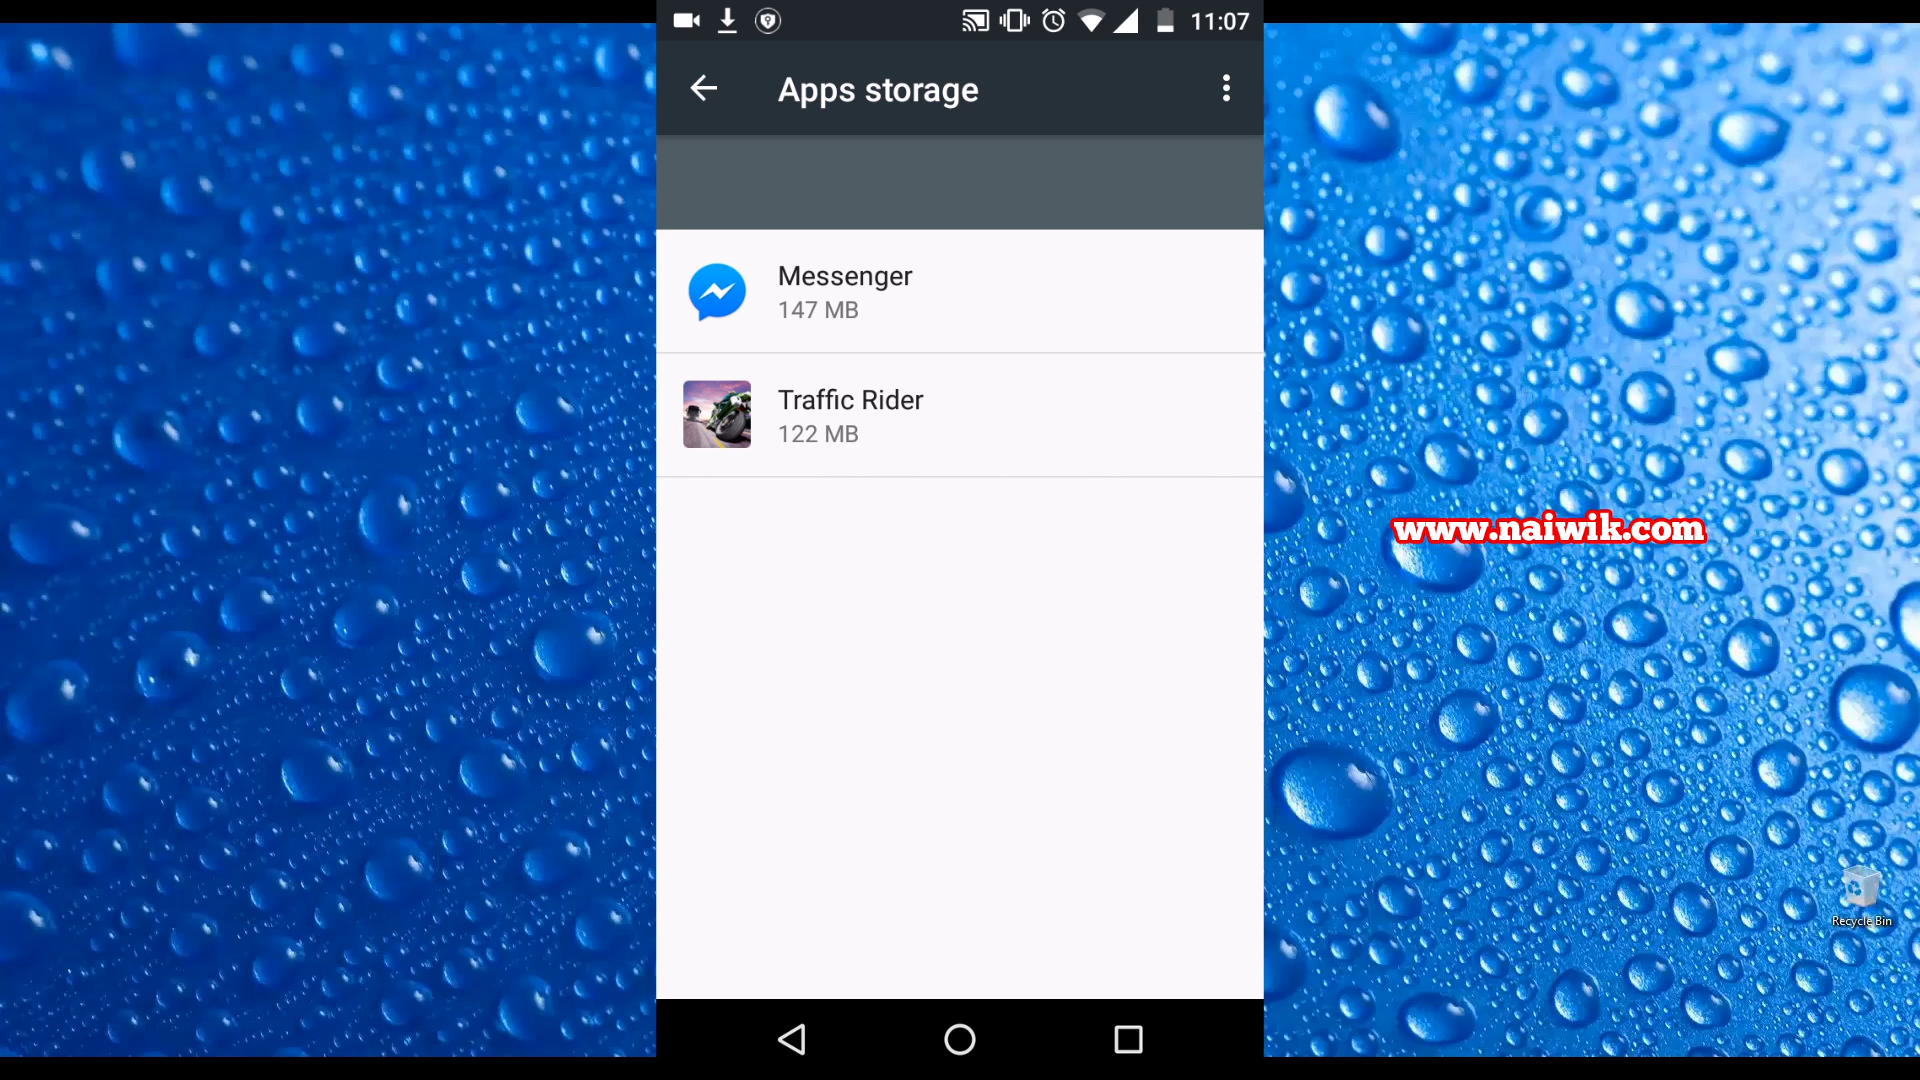 11:07
Apps storage
Messenger
147 MB
Traffic Rider
122 MB
www.naiwik.com
Recycle Bin